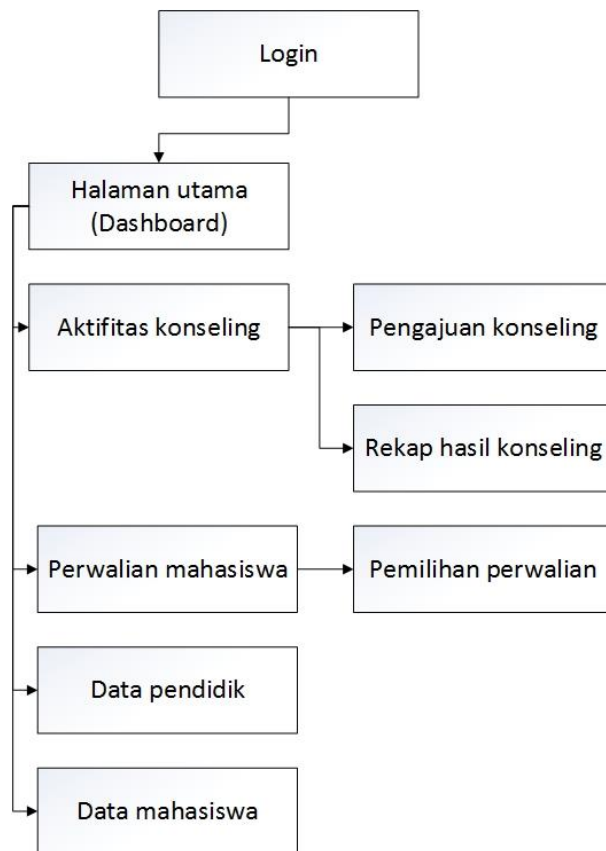 Login
Halaman utama
(Dashboard)
Aktifitas konseling
Pengajuan konseling
Rekap hasil konseling
Perwalian mahasiswa
Pemilihan perwalian
Data pendidik
Data mahasiswa